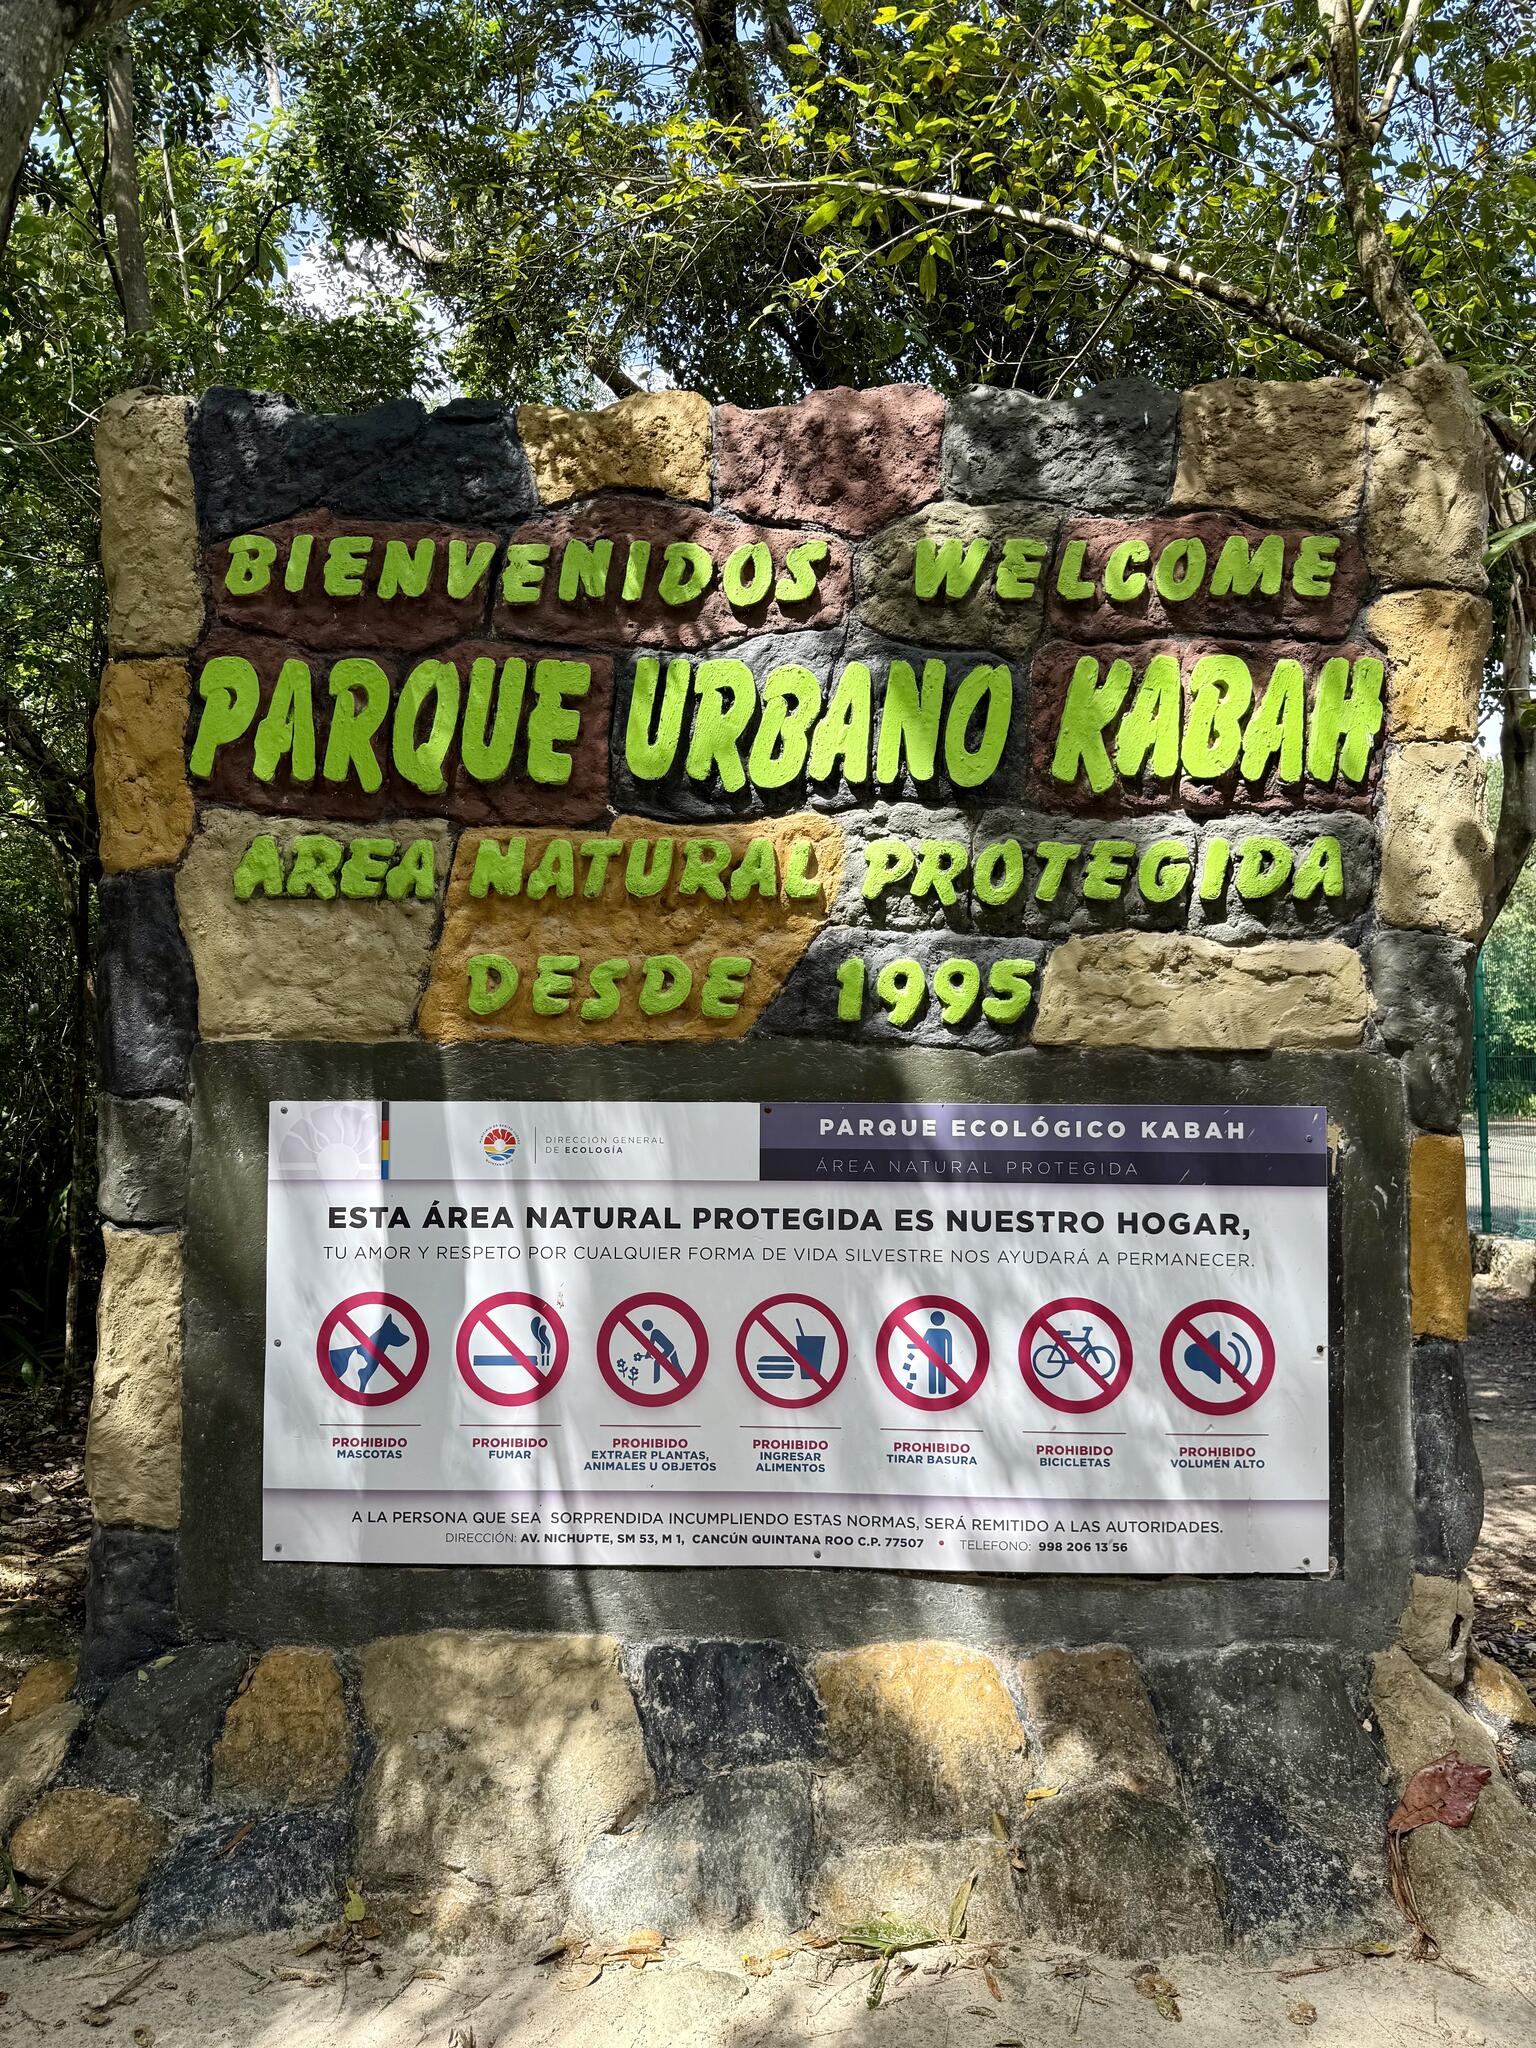 BIENVENIDOS WELCOME
PARQUE URBANO KABAH
AREA NATURAL PROTEGIDA
DESDE 1995
DIRECCIÓN GENERAL
DE ECOLOGÍA
PARQUE ECOLÓGICO KABAH
ÁREA NATURAL PROTEGIDA
ESTA ÁREA NATURAL PROTEGIDA ES NUESTRO HOGAR,
TU AMOR Y RESPETO POR CUALQUIER FORMA DE VIDA SILVESTRE NOS AYUDARÁ A PERMANECER.
PROHIBIDO
MASCOTAS
PROHIBIDO
FUMAR
PROHIBIDO
EXTRAER PLANTAS,
ANIMALES U OBJETOS
PROHIBIDO
INGRESAR
ALIMENTOS
PROHIBIDO
TIRAR BASURA
PROHIBIDO
BICICLETAS
PROHIBIDO
VOLUMÉN ALTO
A LA PERSONA QUE SEA SORPRENDIDA INCUMPLIENDO ESTAS NORMAS, SERÁ REMITIDO A LAS AUTORIDADES.
DIRECCIÓN: AV. NICHUPTE, SM 53, M 1, CANCÚN QUINTANA ROO C.P. 77507 • TELEFONO: 998 206 13 56